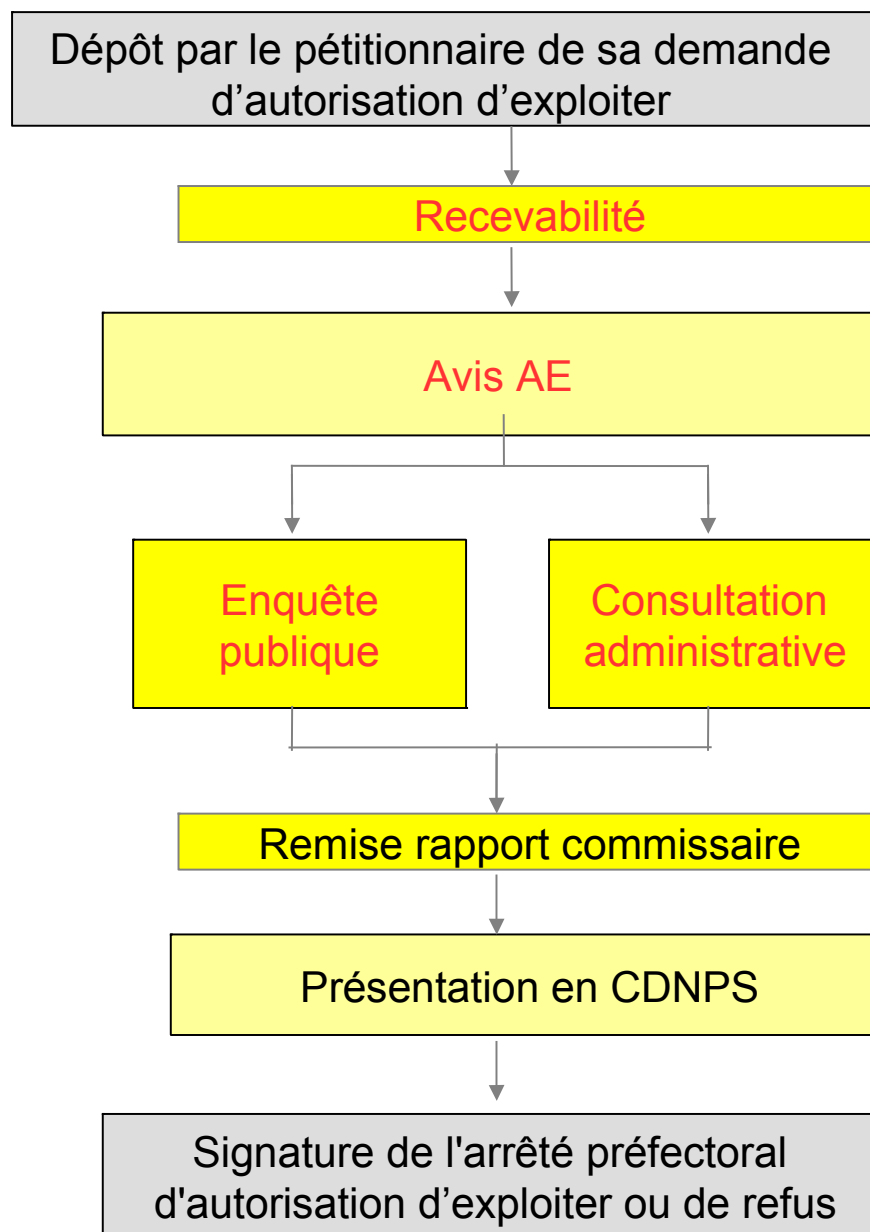 Dépôt par le pétitionnaire de sa demande
d’autorisation d’exploiter
Recevabilité
Avis AE
Enquête
publique
Consultation
administrative
Remise rapport commissaire
Présentation en CDNPS
Signature de l'arrêté préfectoral
d'autorisation d’exploiter ou de refus